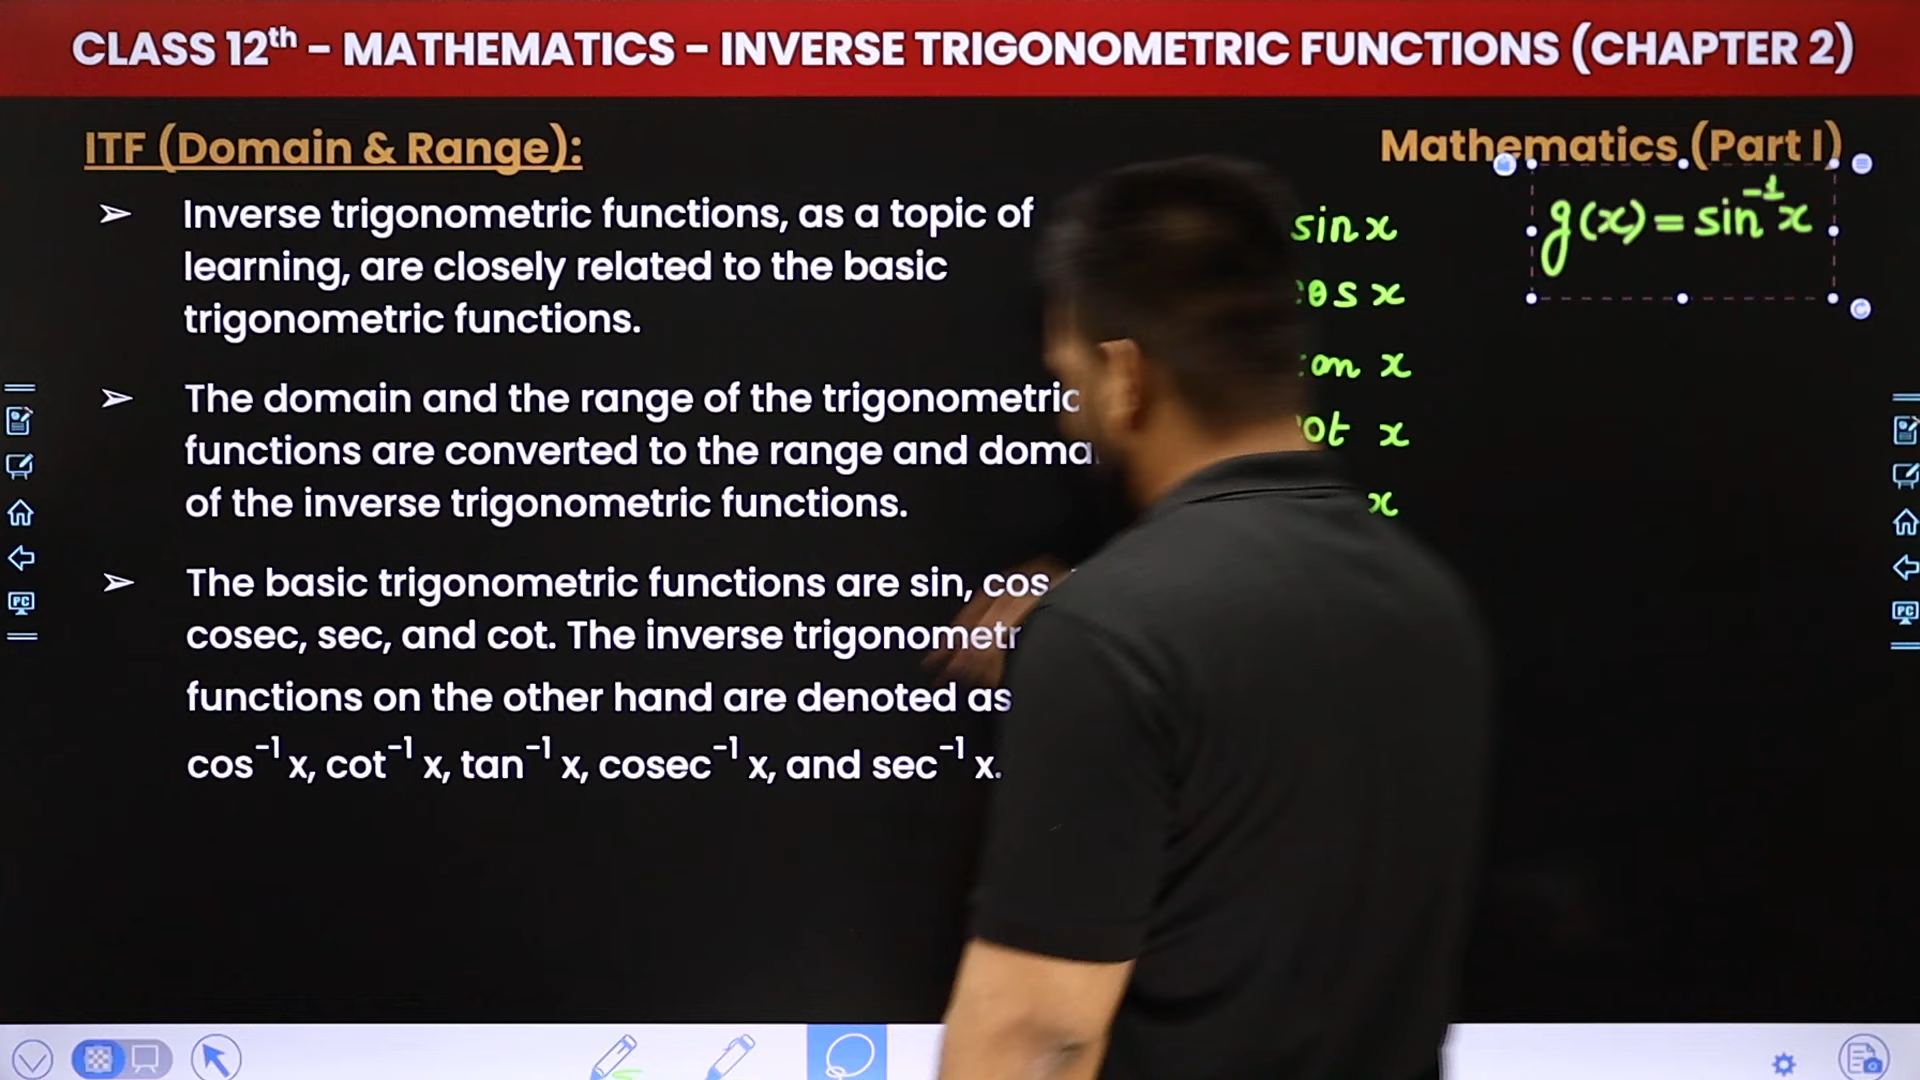 CLASS 12th – MATHEMATICS – INVERSE TRIGONOMETRIC FUNCTIONS (CHAPTER 2)
ITF (Domain & Range):
Mathematics (Part I)
➢ Inverse trigonometric functions, as a topic of
learning, are closely related to the basic
trigonometric functions.
➢ The domain and the range of the trigonometric
functions are converted to the range and
of the inverse trigonometric functions.
➢ The basic trigonometric functions are sin, cos
cosec, sec, and cot. The inverse
functions on the other hand are denoted as
cos⁻¹ x, cot⁻¹ x, tan⁻¹ x, cosec⁻¹ x, and sec⁻¹ x.
sin x
x
x
x
x
g(x) = sin⁻¹x
PC
PC